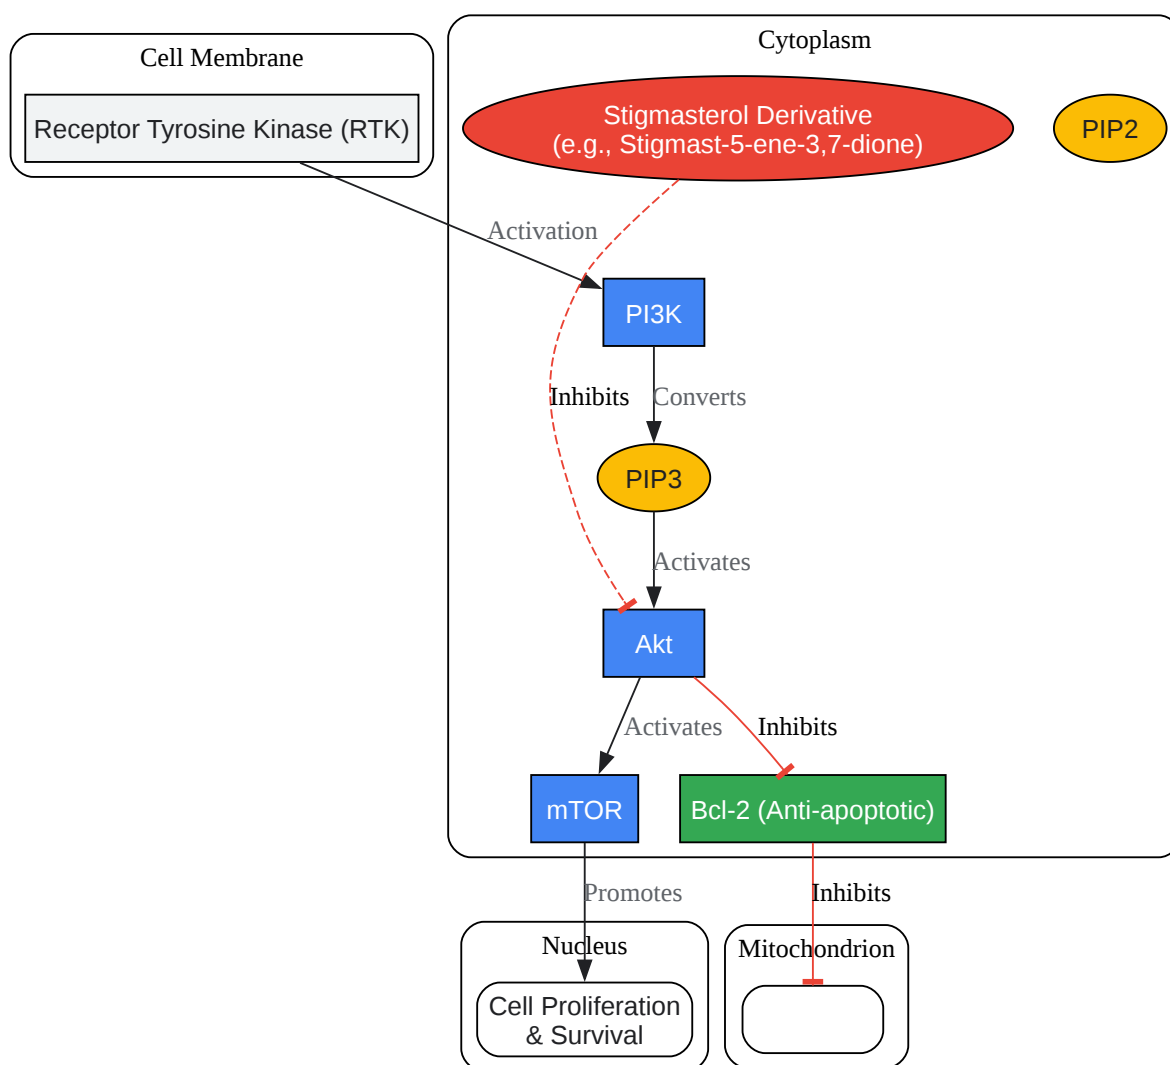 Cell Membrane
Receptor Tyrosine Kinase (RTK)
Cytoplasm
Stigmasterol Derivative
(e.g., Stigmast-5-ene-3,7-dione)
PIP2
Activation
PI3K
Inhibits
Converts
PIP3
Activates
Akt
Activates
Inhibits
mTOR
Bcl-2 (Anti-apoptotic)
Promotes
Inhibits
Nucleus
Cell Proliferation
& Survival
Mitochondrion